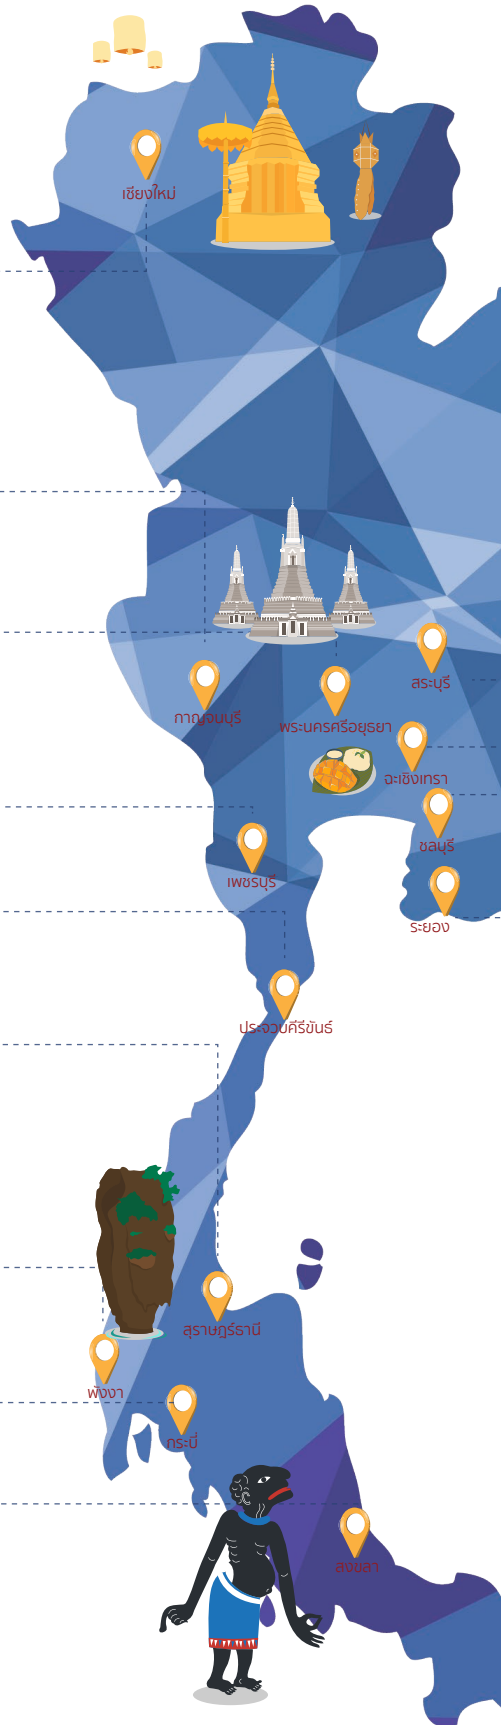 เชียงใหม่
สระบุรี
กาญจนบุรี
พระนครศรีอยุธยา
ฉะเชิงเทรา
ชลบุรี
เพชรบุรี
ระยอง
ประจวบคีรีขันธ์
สุราษฎร์ธานี
พังงา
กระบี่
สงขลา